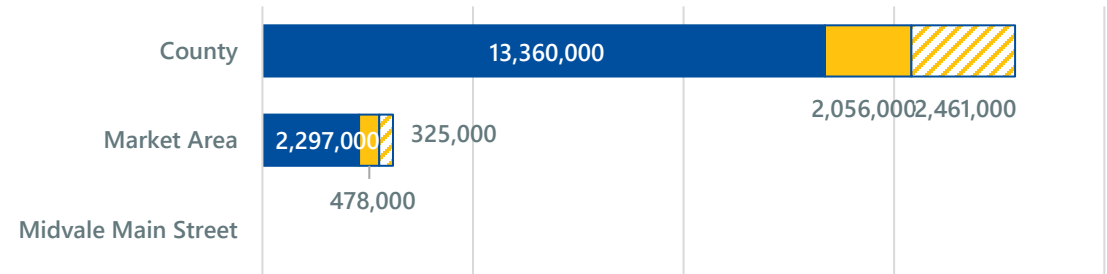 County
13,360,000
2,056,000
2,461,000
Market Area
2,297,000
325,000
478,000
Midvale Main Street